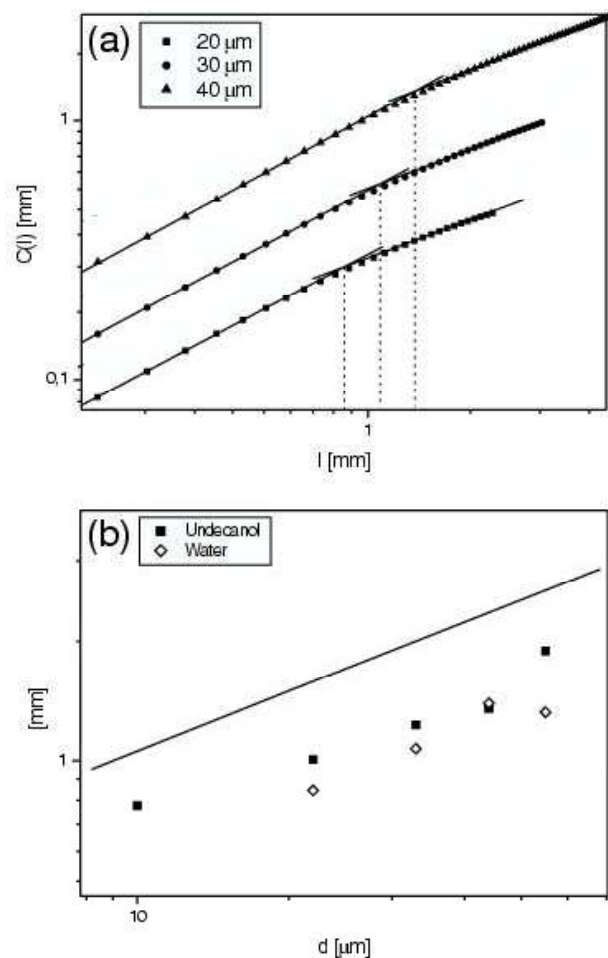 (a)
20 μm
30 μm
40 μm
C(l) [mm]
1
0,1
1
l [mm]
(b)
Undecanol
Water
[mm]
1
10
d [μm]